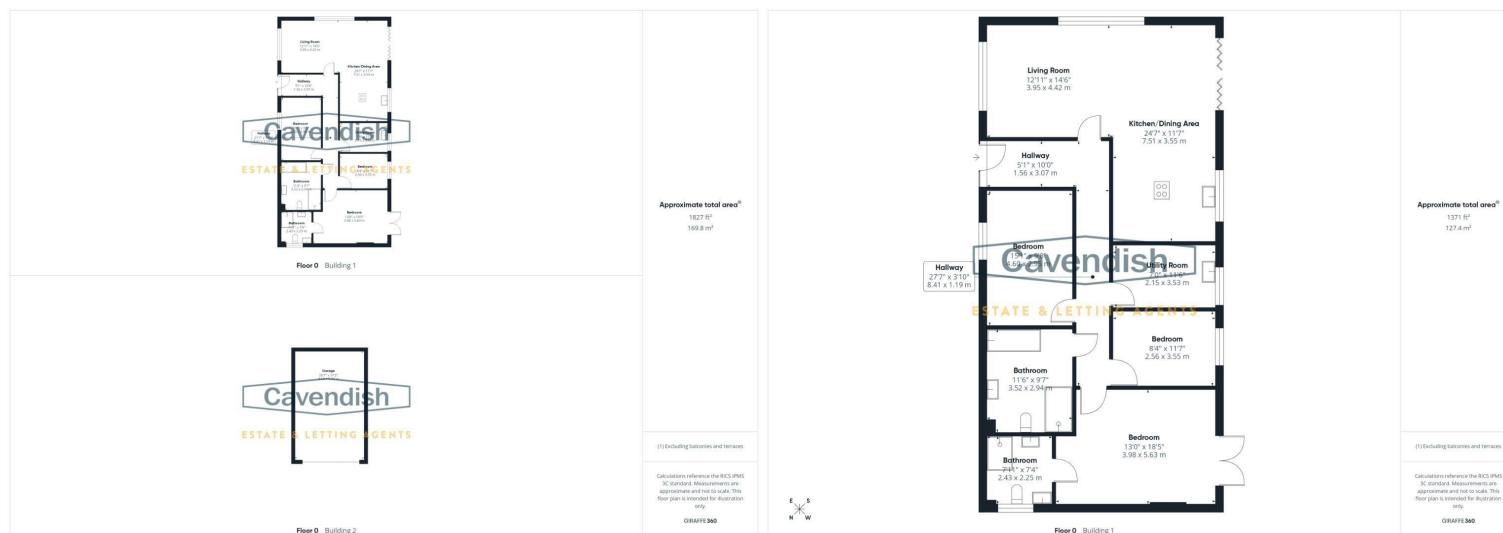 Living Room
Kitchen/Dining Area
Hallway
Bedroom
Cavendish
ESTATE & LETTING AGENTS
Bedroom
Bathroom
Bedroom
Bathroom
Floor 0 Building 1
Approximate total area(1)
1827 ft²
169.8 m²
Garage
Cavendish
ESTATE & LETTING AGENTS
Floor 0 Building 2
(1) Excluding balconies and terraces
Calculations reference the RICS IPMS
3C standard. Measurements are
approximate and not to scale. This
floor plan is intended for illustration
only.
GIRAFFE360
Living Room
12'11" x 14'6"
3.95 x 4.42 m
Kitchen/Dining Area
24'7" x 11'7"
7.51 x 3.55 m
Hallway
5'1" x 10'0"
1.56 x 3.07 m
Bedroom
Cavendish
ESTATE & LETTING AGENTS
Hallway
27'7" x 3'10"
8.41 x 1.19 m
Utility Room
7'0" x 11'6"
2.15 x 3.53 m
Bedroom
8'4" x 11'7"
2.56 x 3.55 m
Bathroom
11'6" x 9'7"
3.52 x 2.94 m
Bedroom
13'0" x 18'5"
3.98 x 5.63 m
Bathroom
7'11" x 7'4"
2.43 x 2.25 m
E S
N W
Floor 0 Building 1
Approximate total area(1)
1371 ft²
127.4 m²
(1) Excluding balconies and terraces
Calculations reference the RICS IPMS
3C standard. Measurements are
approximate and not to scale. This
floor plan is intended for illustration
only.
GIRAFFE360